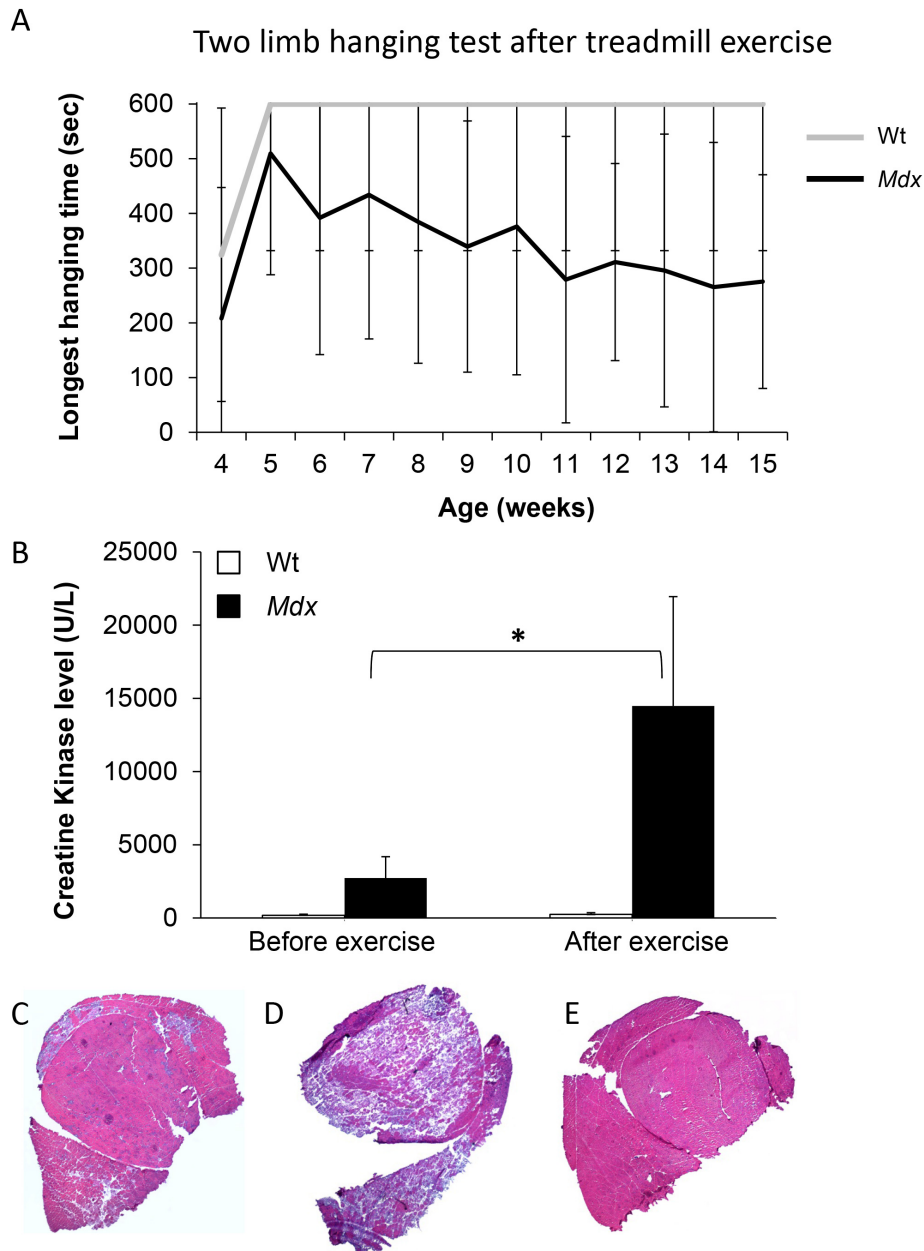 A
Two limb hanging test after treadmill exercise
Longest hanging time (sec)
600
500
400
300
200
100
0
4 5 6 7 8 9 10 11 12 13 14 15
Age (weeks)
Wt
Mdx
B
Creatine Kinase level (U/L)
25000
20000
15000
10000
5000
0
Wt
Mdx
*
Before exercise After exercise
C D E